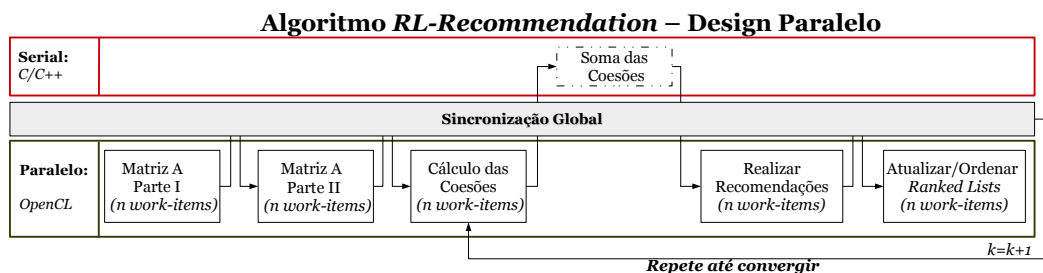 Algoritmo RL-Recommendation – Design Paralelo
Serial:
C/C++
Soma das
Coesões
Sincronização Global
Paralelo:
OpenCL
Matriz A
Parte I
(n work-items)
Matriz A
Parte II
(n work-items)
Cálculo das
Coesões
(n work-items)
Realizar
Recomendações
(n work-items)
Atualizar/Ordenar
Ranked Lists
(n work-items)
k=k+1
Repete até convergir